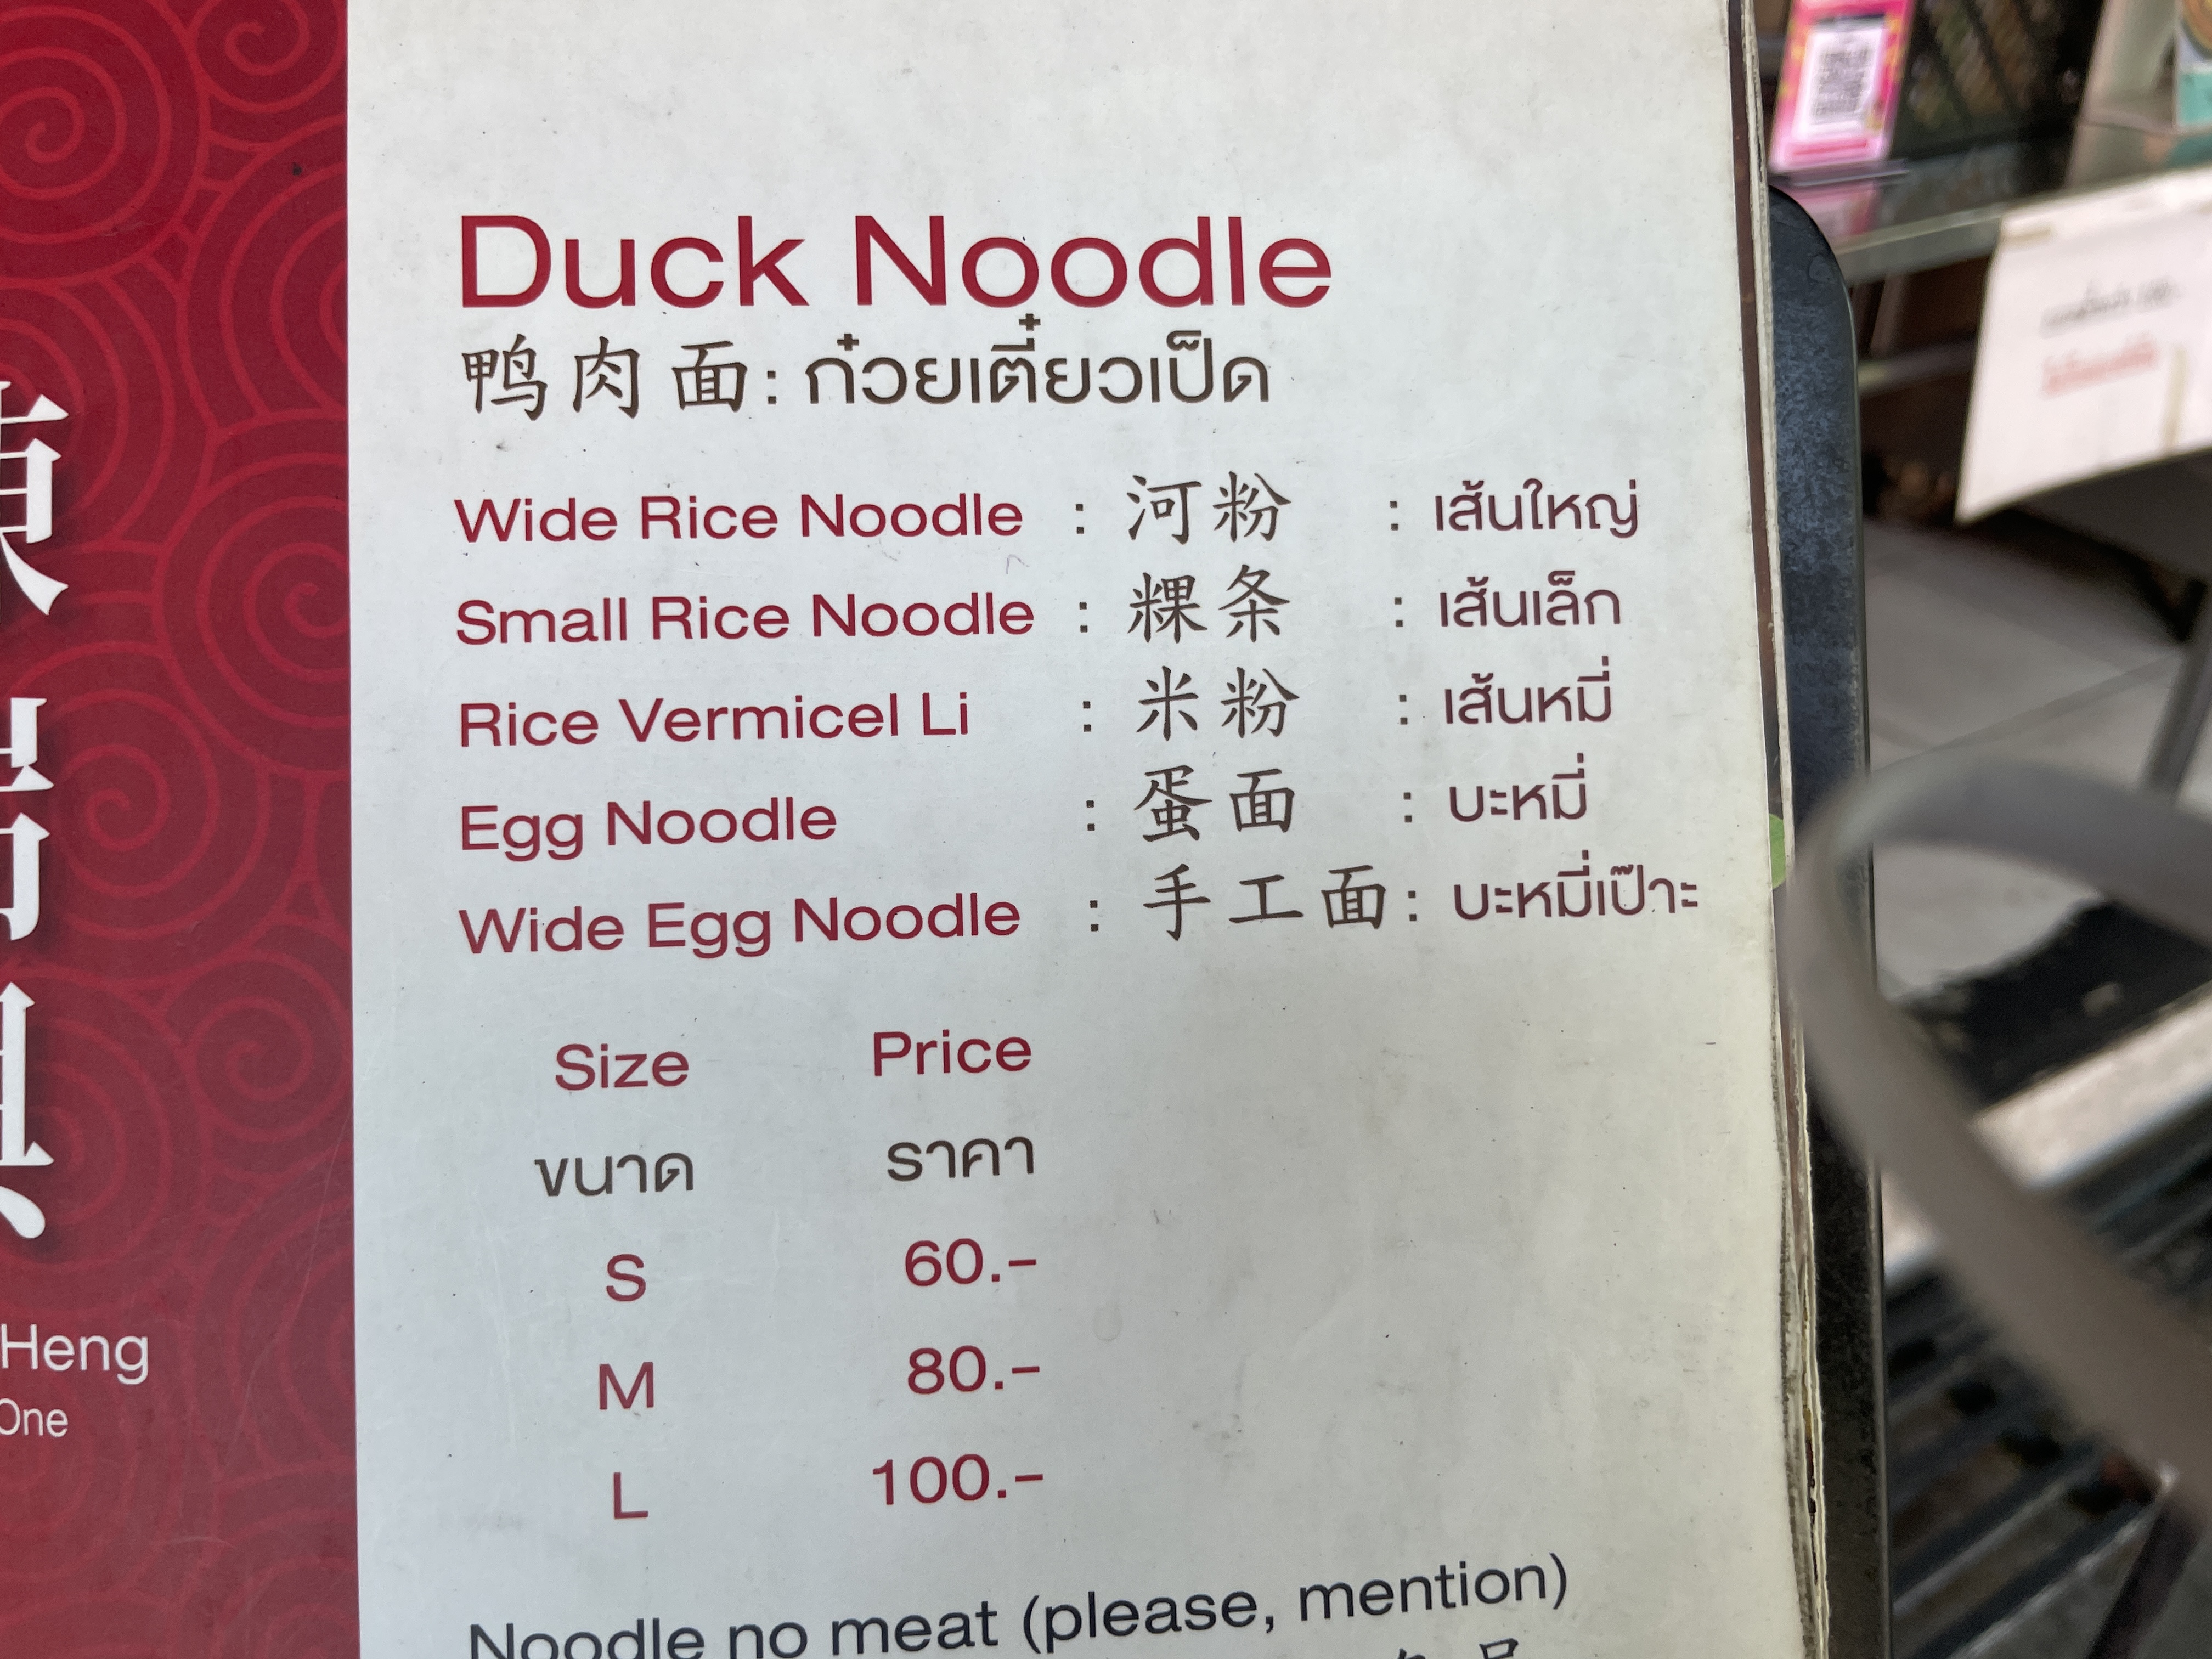 Duck Noodle
鸭肉面: ก๋วยเตี๋ยวเป็ด
Wide Rice Noodle : 河粉 : เส้นใหญ่
Small Rice Noodle : 粿条 : เส้นเล็ก
Rice Vermicel Li : 米粉 : เส้นหมี่
Egg Noodle : 蛋面 : บะหมี่
Wide Egg Noodle : 手工面: บะหมี่เป๊าะ
Size Price
ขนาด ราคา
S 60.-
M 80.-
L 100.-
Noodle no meat (please, mention)
Heng
One